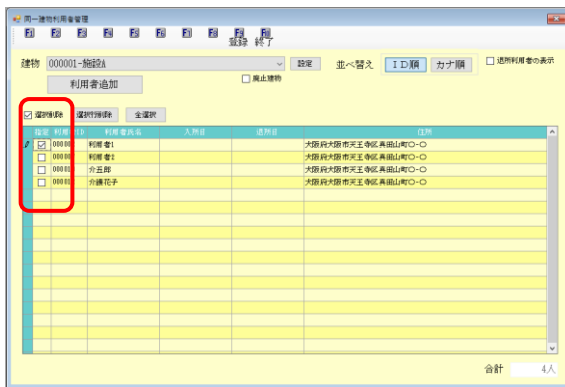 同一建物利用者管理
F1 F2 F3 F4 F5 F6 F7 F8 F9 F10
登録 終了
建物 000001-施設A 設定 並べ替え ID順 カナ順 退所利用者の表示
利用者追加 廃止建物
選択削除 選択行削除 全選択
指定 利用者ID 利用者氏名 入所日 退所日 住所
利用者1 大阪府大阪市天王寺区真田山町○-○
利用者2 大阪府大阪市天王寺区真田山町○-○
介五郎 大阪府大阪市天王寺区真田山町○-○
介護花子 大阪府大阪市天王寺区真田山町○-○
合計 4人